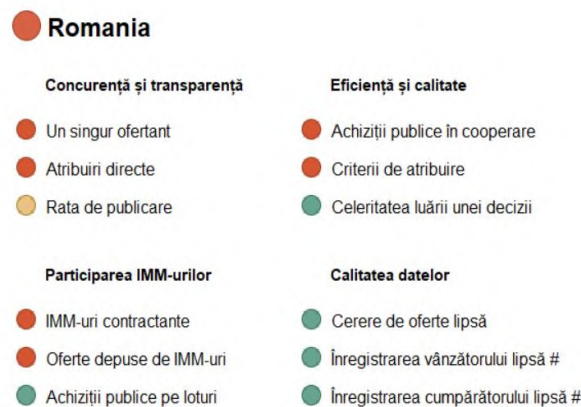 Romania
Concurență și transparență
Un singur ofertant
Atribuiri directe
Rata de publicare
Eficiență și calitate
Achiziții publice în cooperare
Criterii de atribuire
Celeritatea luării unei decizii
Participarea IMM-urilor
IMM-uri contractante
Oferte depuse de IMM-uri
Achiziții publice pe loturi
Calitatea datelor
Cerere de oferte lipsă
Înregistrarea vânzătorului lipsă #
Înregistrarea cumpărătorului lipsă #